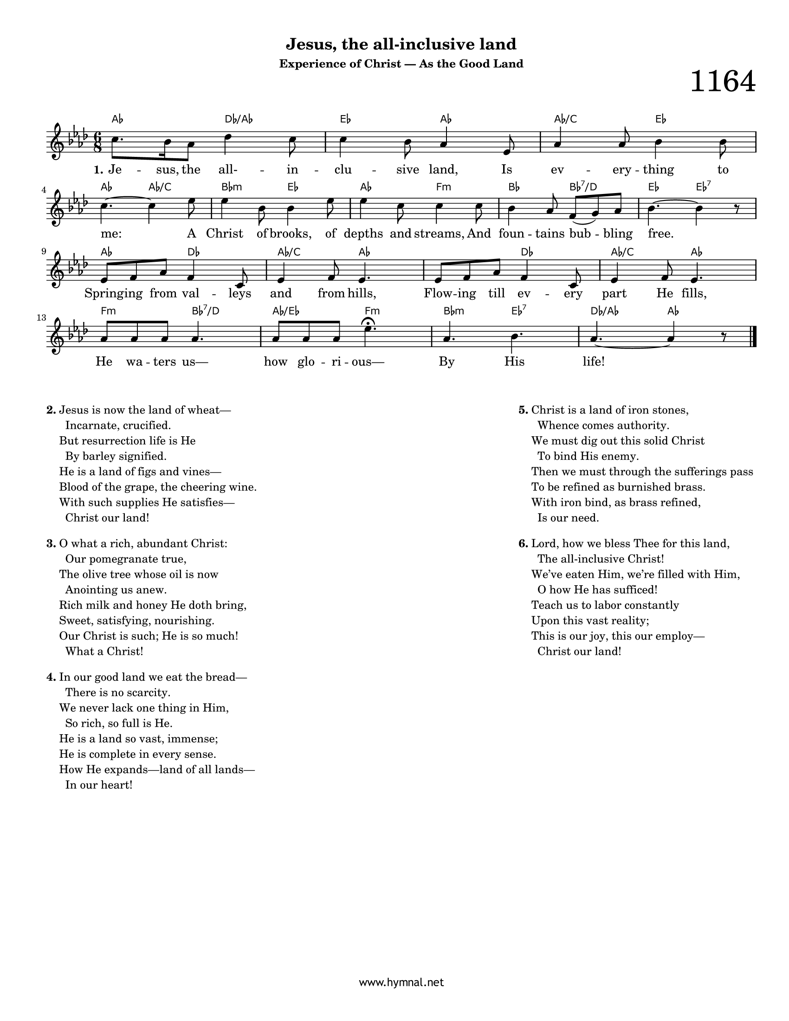 Jesus, the all-inclusive land
Experience of Christ — As the Good Land
1164
A♭ D♭/A♭ E♭ A♭ A♭/C E♭
1. Je - sus, the all - in - clu - sive land, Is ev - ery - thing to
4 A♭ A♭/C B♭m E♭ A♭ Fm B♭ B♭7/D E♭ E♭7
me: A Christ of brooks, of depths and streams, And foun - tains bub - bling free.
9 A♭ D♭ A♭/C A♭ D♭ A♭/C A♭
Springing from val - leys and from hills, Flow-ing till ev - ery part He fills,
13 Fm B♭7/D A♭/E♭ Fm B♭m E♭7 D♭/A♭ A♭
He wa - ters us— how glo - ri - ous— By His life!
2. Jesus is now the land of wheat—
Incarnate, crucified.
But resurrection life is He
By barley signified.
He is a land of figs and vines—
Blood of the grape, the cheering wine.
With such supplies He satisfies—
Christ our land!
3. O what a rich, abundant Christ:
Our pomegranate true,
The olive tree whose oil is now
Anointing us anew.
Rich milk and honey He doth bring,
Sweet, satisfying, nourishing.
Our Christ is such; He is so much!
What a Christ!
4. In our good land we eat the bread—
There is no scarcity.
We never lack one thing in Him,
So rich, so full is He.
He is a land so vast, immense;
He is complete in every sense.
How He expands—land of all lands—
In our heart!
5. Christ is a land of iron stones,
Whence comes authority.
We must dig out this solid Christ
To bind His enemy.
Then we must through the sufferings pass
To be refined as burnished brass.
With iron bind, as brass refined,
Is our need.
6. Lord, how we bless Thee for this land,
The all-inclusive Christ!
We've eaten Him, we're filled with Him,
O how He has sufficed!
Teach us to labor constantly
Upon this vast reality;
This is our joy, this our employ—
Christ our land!
www.hymnal.net